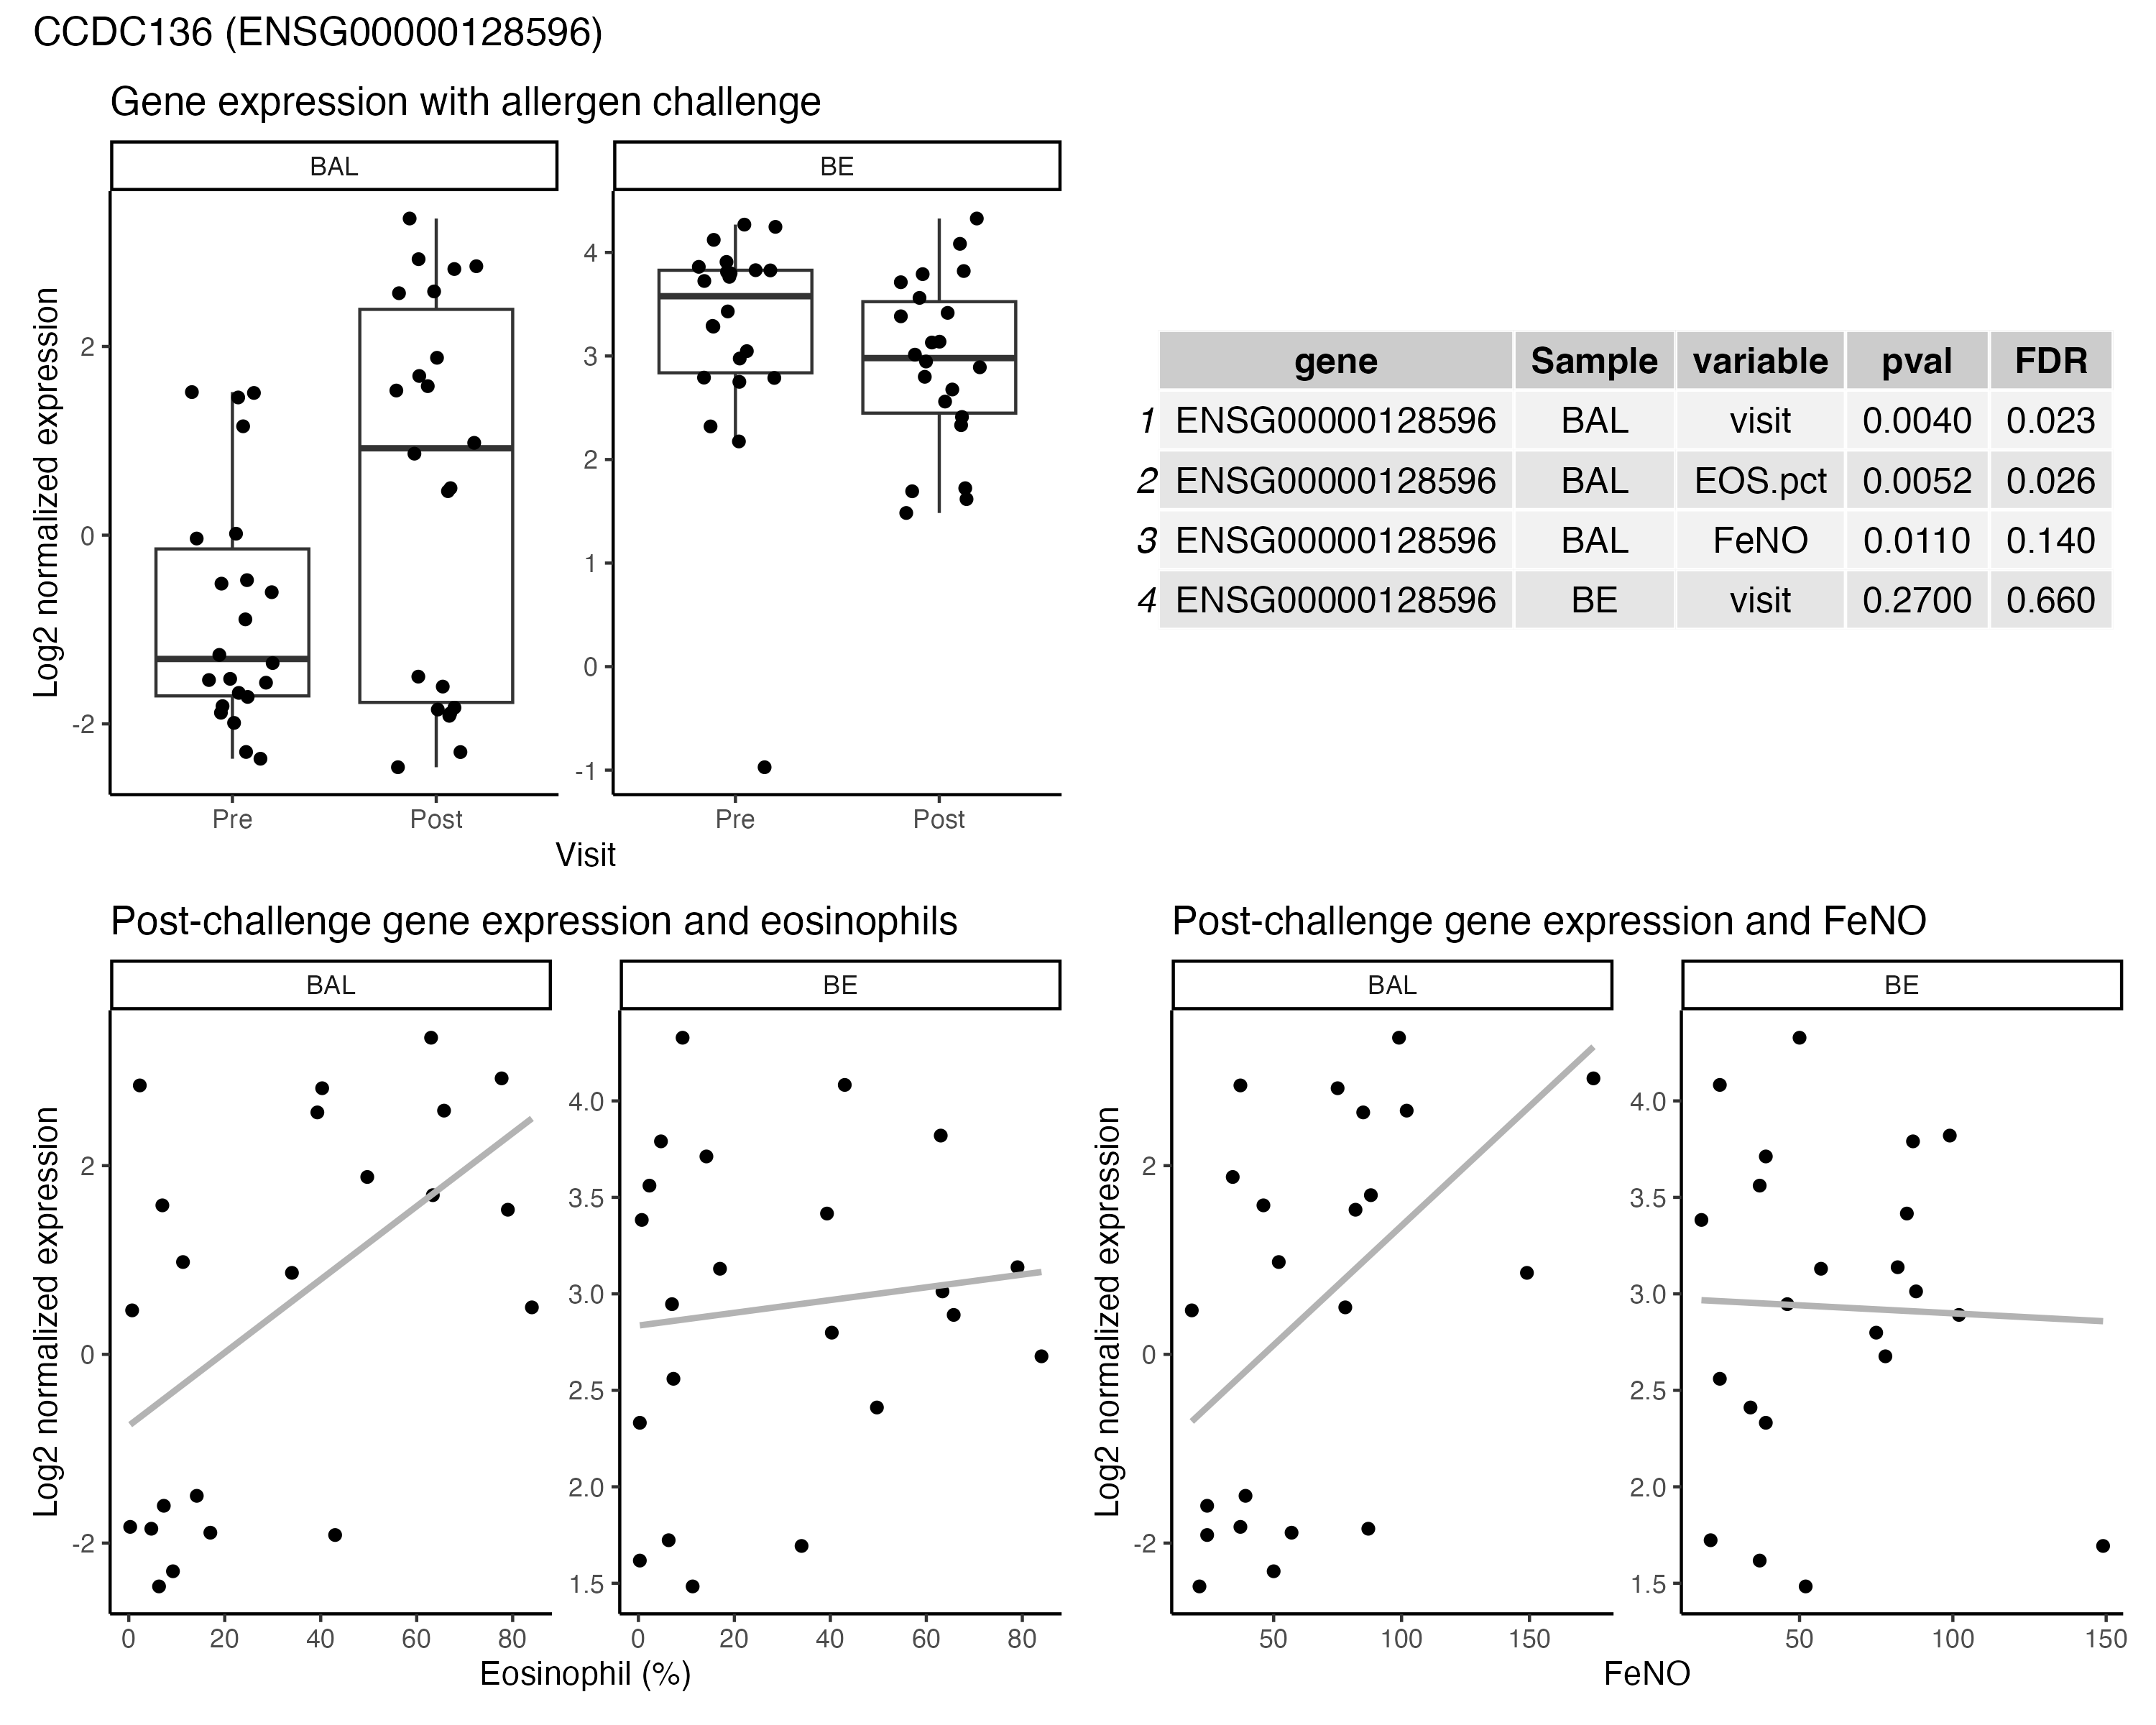 CCDC136 (ENSG00000128596)
Gene expression with allergen challenge
BAL BE
Log2 normalized expression
2
0
-2
4
3
2
1
0
-1
Pre Post Pre Post
Visit
gene Sample variable pval FDR
1 ENSG00000128596 BAL visit 0.0040 0.023
2 ENSG00000128596 BAL EOS.pct 0.0052 0.026
3 ENSG00000128596 BAL FeNO 0.0110 0.140
4 ENSG00000128596 BE visit 0.2700 0.660
Post-challenge gene expression and eosinophils
BAL BE
Log2 normalized expression
2
0
-2
4.0
3.5
3.0
2.5
2.0
1.5
0 20 40 60 80 0 20 40 60 80
Eosinophil (%)
Post-challenge gene expression and FeNO
BAL BE
Log2 normalized expression
2
0
-2
4.0
3.5
3.0
2.5
2.0
1.5
50 100 150 50 100 150
FeNO